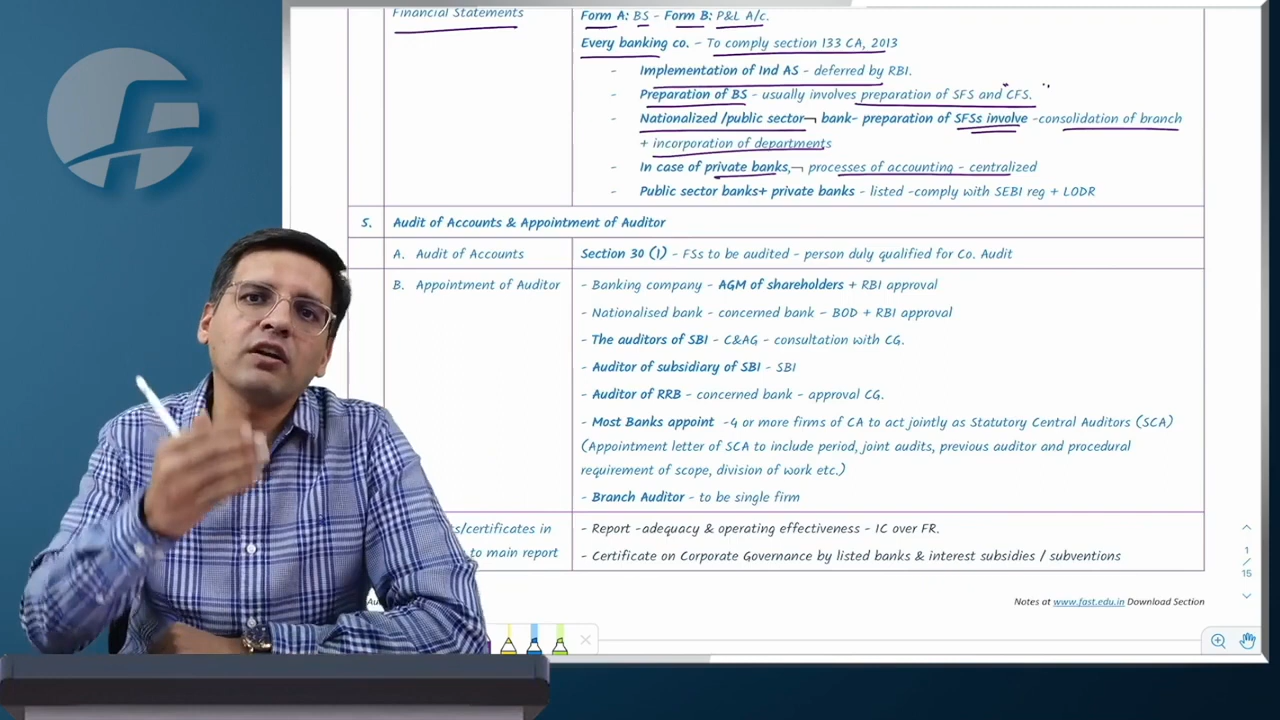 Financial Statements
Form A: BS - Form B: P&L A/c.
Every banking co. - To comply section 133 CA, 2013
- Implementation of Ind AS - deferred by RBI.
- Preparation of BS - usually involves preparation of SFS and CFS.
- Nationalized /public sector¬ bank- preparation of SFSs involve -consolidation of branch
+ incorporation of departments
- In case of private banks,¬ processes of accounting - centralized
- Public sector banks+ private banks - listed -comply with SEBI reg + LODR
5. Audit of Accounts & Appointment of Auditor
A. Audit of Accounts
Section 30 (1) - FSs to be audited - person duly qualified for Co. Audit
B. Appointment of Auditor
- Banking company - AGM of shareholders + RBI approval
- Nationalised bank - concerned bank - BOD + RBI approval
- The auditors of SBI - C&AG - consultation with CG.
- Auditor of subsidiary of SBI - SBI
- Auditor of RRB - concerned bank - approval CG.
- Most Banks appoint -4 or more firms of CA to act jointly as Statutory Central Auditors (SCA)
(Appointment letter of SCA to include period, joint audits, previous auditor and procedural
requirement of scope, division of work etc.)
- Branch Auditor - to be single firm
/certificates in
to main report
- Report -adequacy & operating effectiveness - IC over FR.
- Certificate on Corporate Governance by listed banks & interest subsidies / subventions
Notes at www.fast.edu.in Download Section
1
/
15